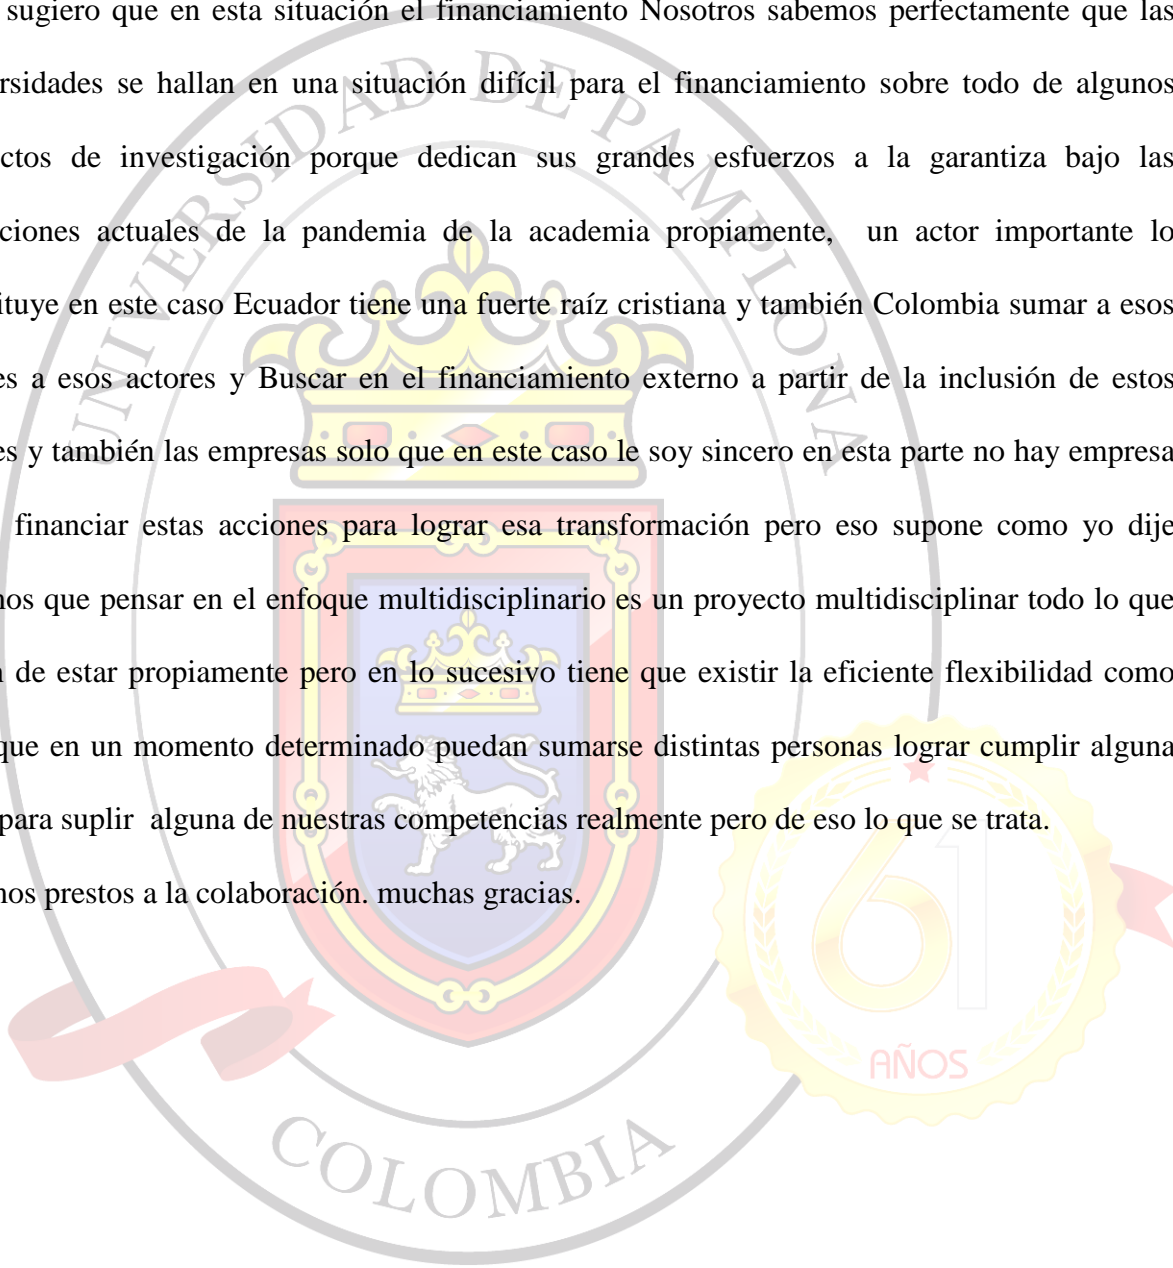 sugiero que en esta situación el financiamiento Nosotros sabemos perfectamente que las
rsidades se hallan en una situación difícil para el financiamiento sobre todo de algunos
ctos de investigación porque dedican sus grandes esfuerzos a la garantiza bajo las
ciones actuales de la pandemia de la academia propiamente, un actor importante lo
ituye en este caso Ecuador tiene una fuerte raíz cristiana y también Colombia sumar a esos
es a esos actores y Buscar en el financiamiento externo a partir de la inclusión de estos
es y también las empresas solo que en este caso le soy sincero en esta parte no hay empresa
financiar estas acciones para lograr esa transformación pero eso supone como yo dije
nos que pensar en el enfoque multidisciplinario es un proyecto multidisciplinar todo lo que
n de estar propiamente pero en lo sucesivo tiene que existir la eficiente flexibilidad como
que en un momento determinado puedan sumarse distintas personas lograr cumplir alguna
para suplir alguna de nuestras competencias realmente pero de eso lo que se trata.
nos prestos a la colaboración. muchas gracias.
UNIVERSIDAD DE PAMPLONA
61
AÑOS
COLOMBIA